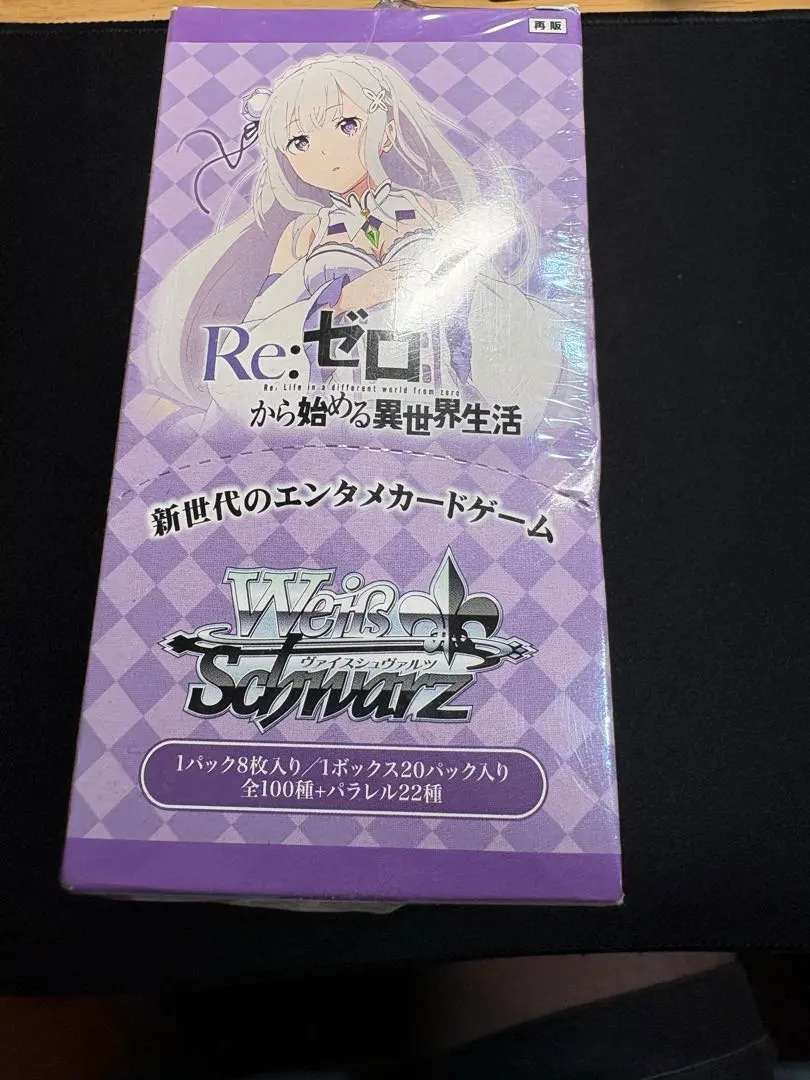 再販
Re:ゼロ
Re: Life in a different world from zero
から始める異世界生活
新世代のエンタメカードゲーム
Weiß
ヴァイスシュヴァルツ
Schwarz
1パック8枚入り/1ボックス20パック入り
全100種+パラレル22種